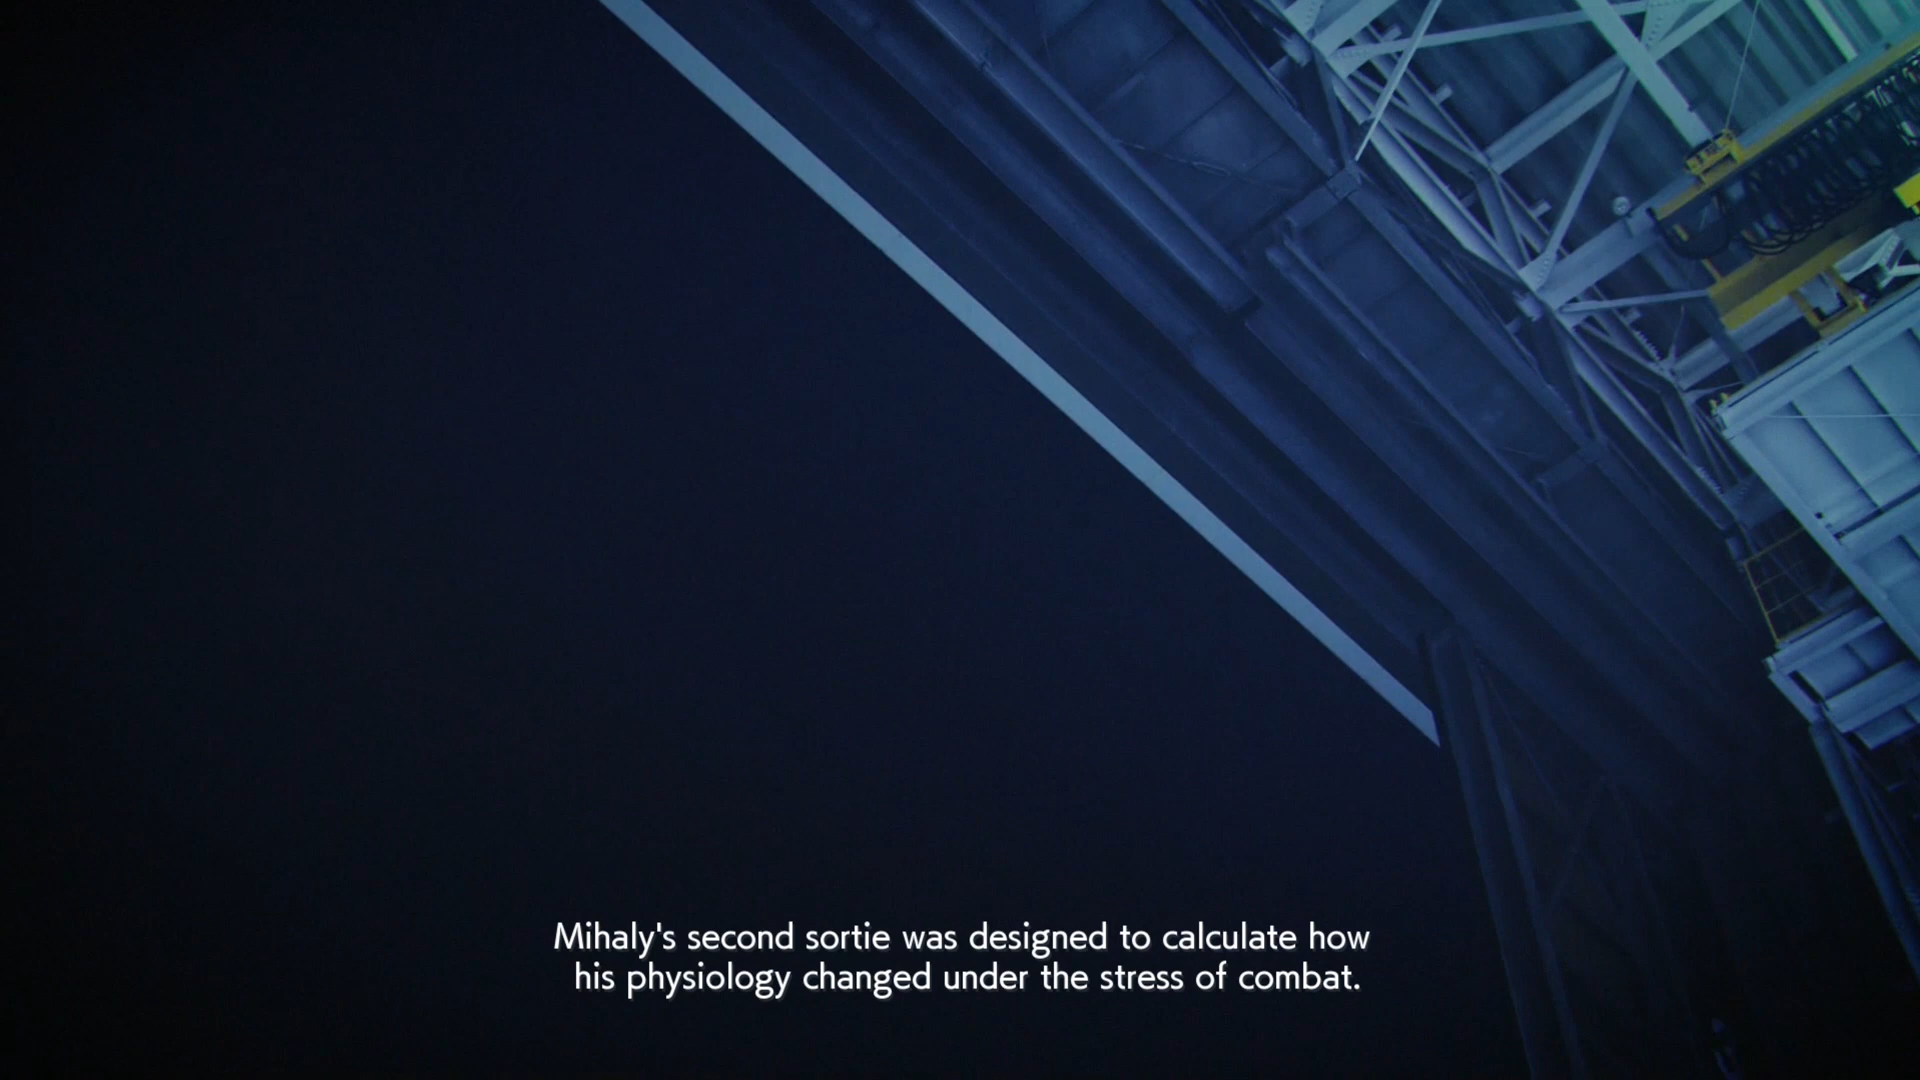 Mihaly's second sortie was designed to calculate how
his physiology changed under the stress of combat.